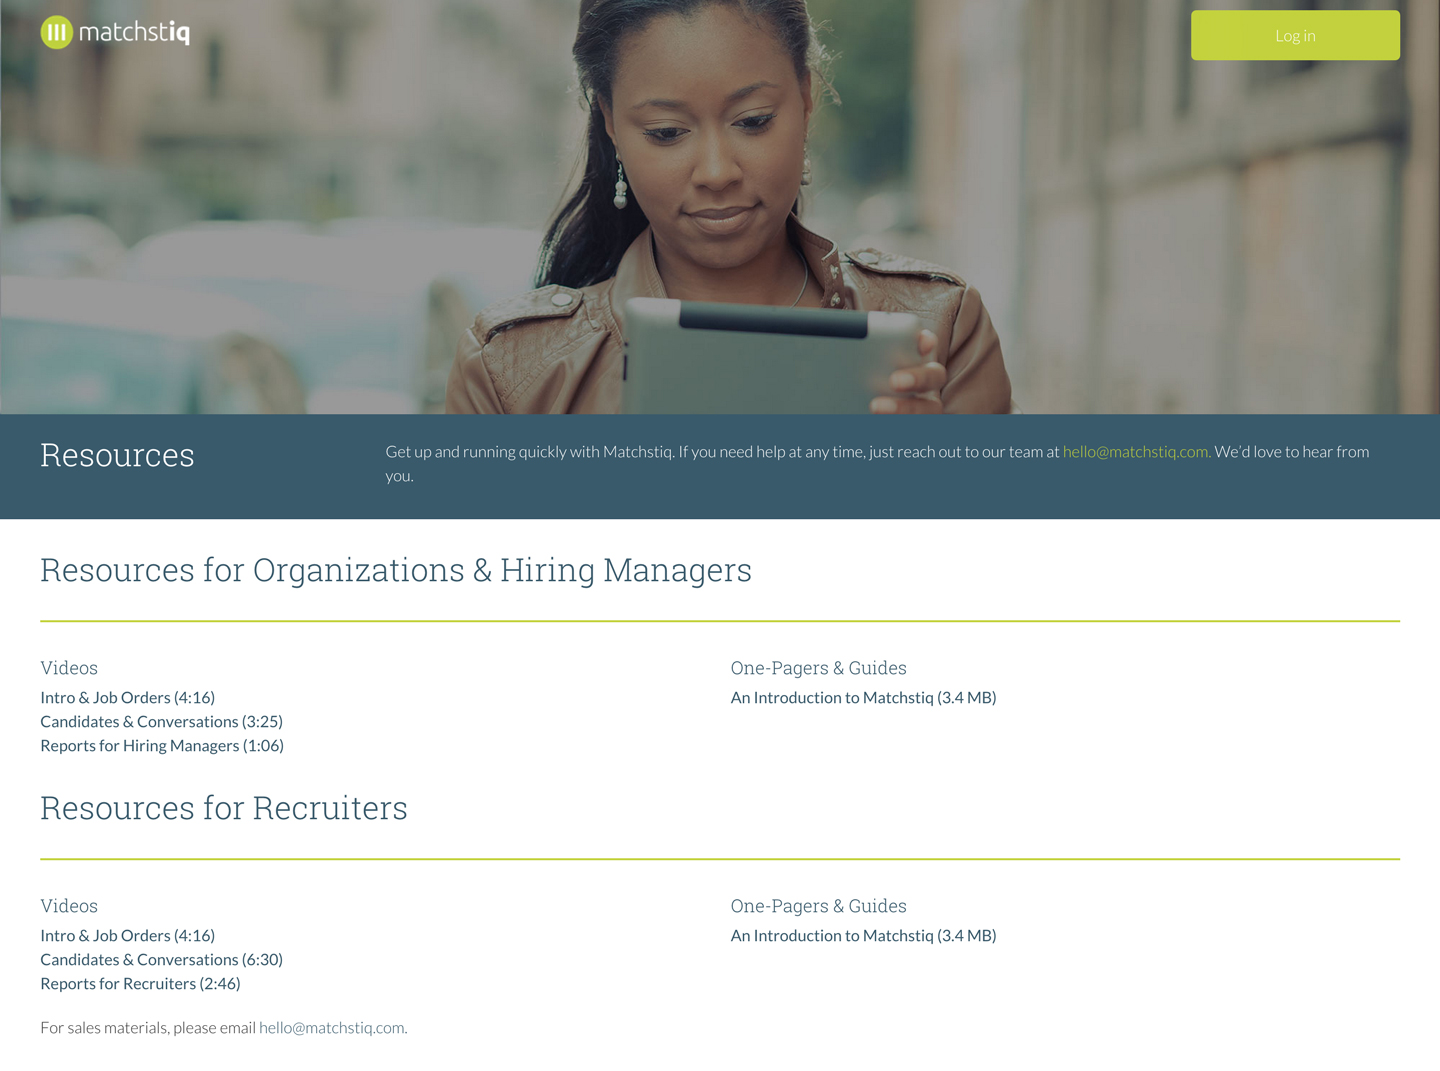 matchstiq
Log in
Resources
Get up and running quickly with Matchstiq. If you need help at any time, just reach out to our team at hello@matchstiq.com. We’d love to hear from
you.
Resources for Organizations & Hiring Managers
Videos
Intro & Job Orders (4:16)
Candidates & Conversations (3:25)
Reports for Hiring Managers (1:06)
One-Pagers & Guides
An Introduction to Matchstiq (3.4 MB)
Resources for Recruiters
Videos
Intro & Job Orders (4:16)
Candidates & Conversations (6:30)
Reports for Recruiters (2:46)
One-Pagers & Guides
An Introduction to Matchstiq (3.4 MB)
For sales materials, please email hello@matchstiq.com.